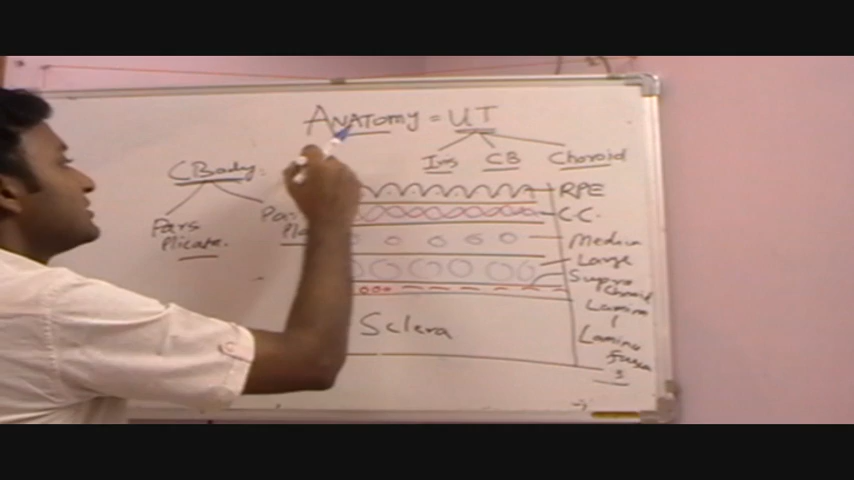 ANATomy = UT
Iris CB Choroid
CBody:
Pars
Plicata.
RPE
C.C.
Medium
Large
Supra
Choroid
Lamina
Lamina
Fusca
Sclera